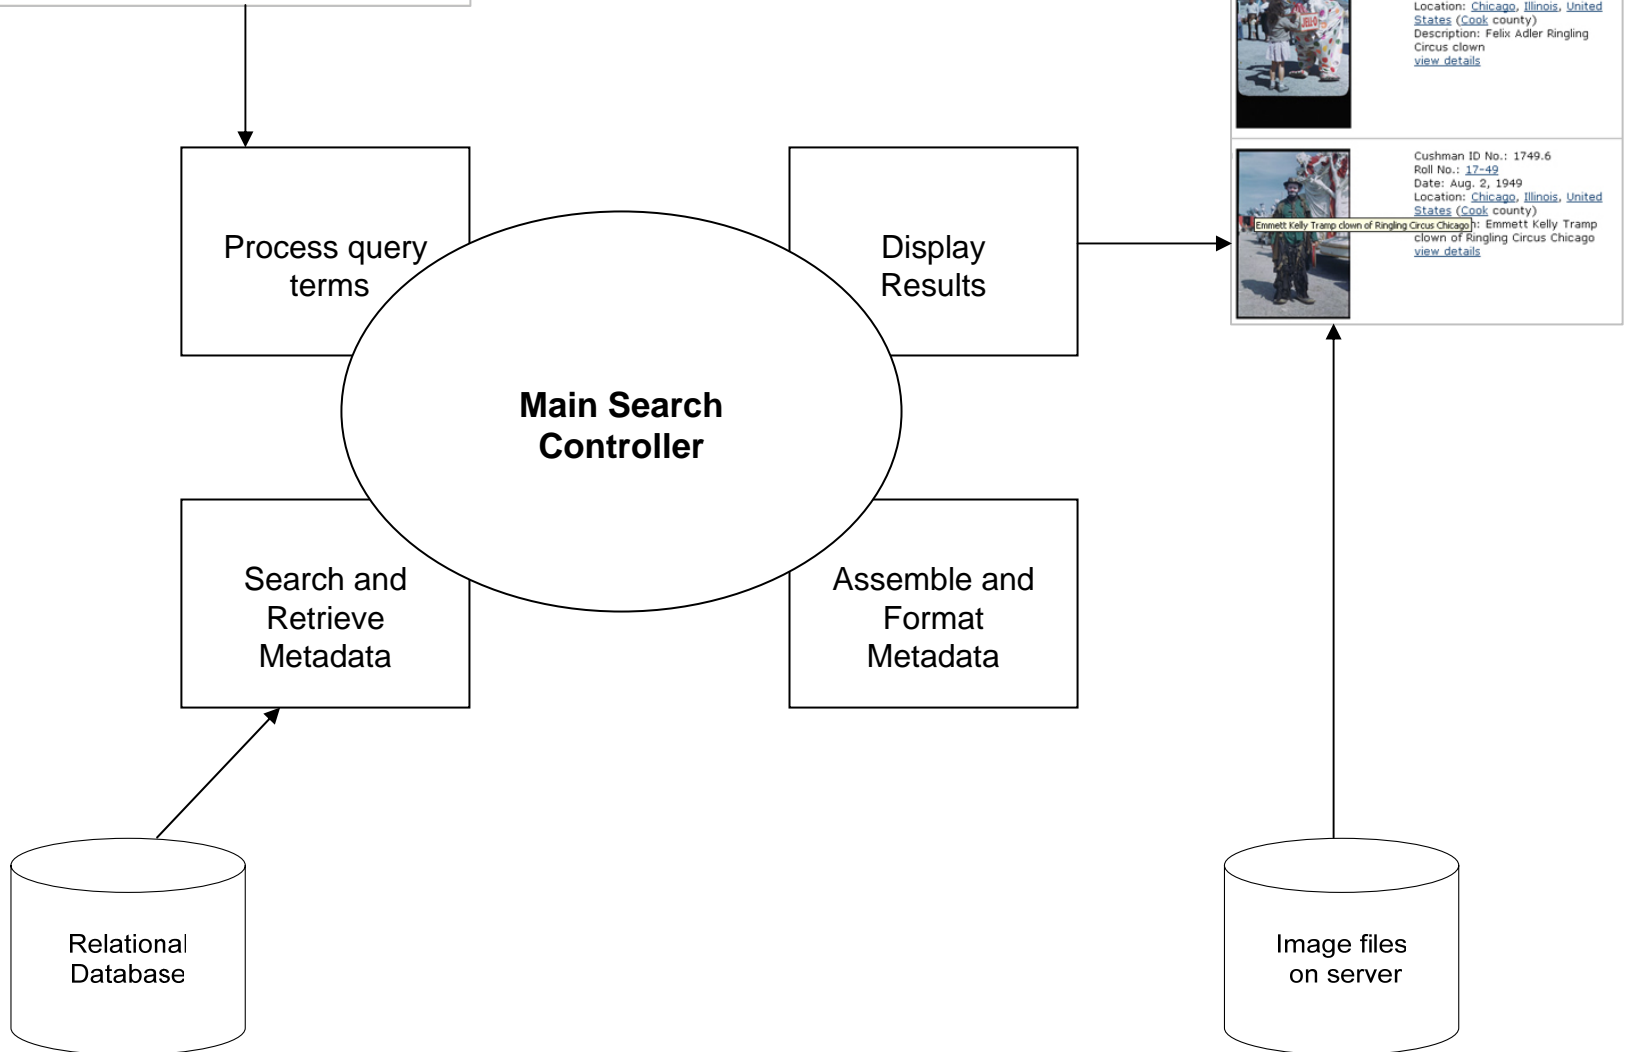 Location: Chicago, Illinois, United
States (Cook county)
Description: Felix Adler Ringling
Circus clown
view details
JELL-O
Cushman ID No.: 1749.6
Roll No.: 17-49
Date: Aug. 2, 1949
Location: Chicago, Illinois, United
States (Cook county)
Emmett Kelly Tramp clown of Ringling Circus Chicago
n: Emmett Kelly Tramp
clown of Ringling Circus Chicago
view details
Process query
terms
Display
Results
Main Search
Controller
Search and
Retrieve
Metadata
Assemble and
Format
Metadata
Relational
Database
Image files
on server